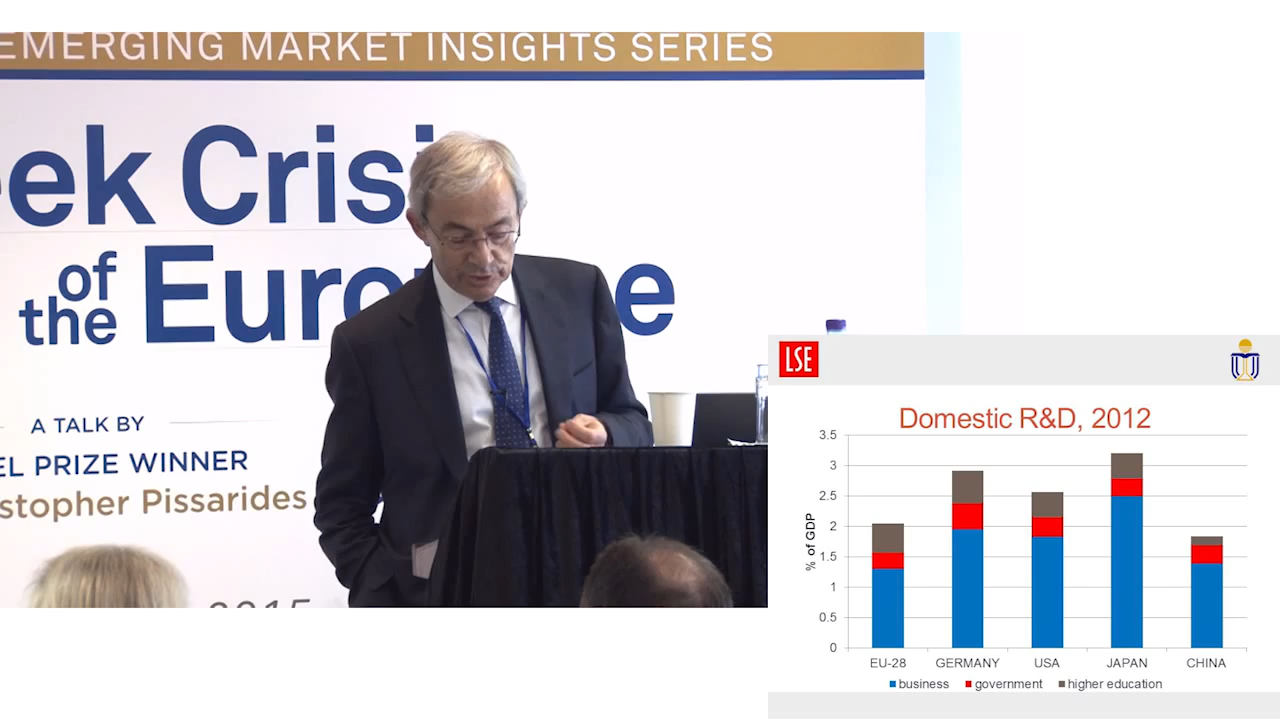 EMERGING MARKET INSIGHTS SERIES
eek Crisi
of
the Euro e
A TALK BY
EL PRIZE WINNER
stopher Pissarides
2015
LSE
Domestic R&D, 2012
% of GDP
3.5
3
2.5
2
1.5
1
0.5
0
EU-28 GERMANY USA JAPAN CHINA
business government higher education